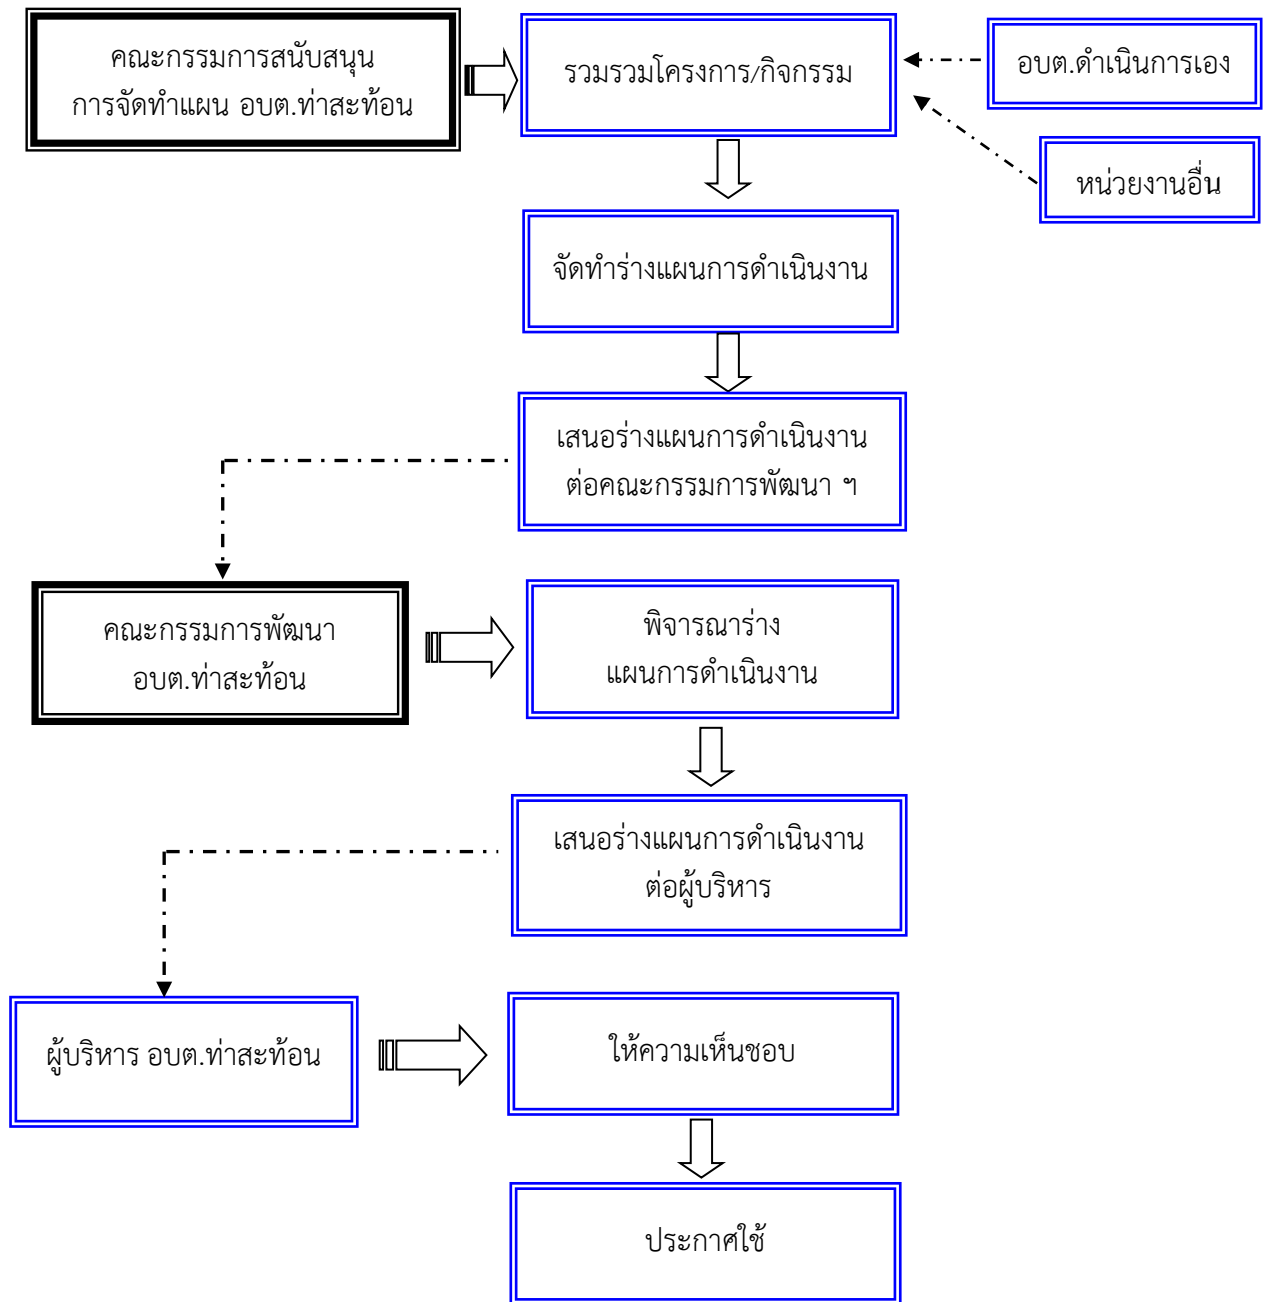 คณะกรรมการสนับสนุน
การจัดทำแผน อบต.ท่าสะท้อน
รวมรวมโครงการ/กิจกรรม
อบต.ดำเนินการเอง
หน่วยงานอื่น
จัดทำร่างแผนการดำเนินงาน
เสนอร่างแผนการดำเนินงาน
ต่อคณะกรรมการพัฒนา ฯ
คณะกรรมการพัฒนา
อบต.ท่าสะท้อน
พิจารณาร่าง
แผนการดำเนินงาน
เสนอร่างแผนการดำเนินงาน
ต่อผู้บริหาร
ผู้บริหาร อบต.ท่าสะท้อน
ให้ความเห็นชอบ
ประกาศใช้